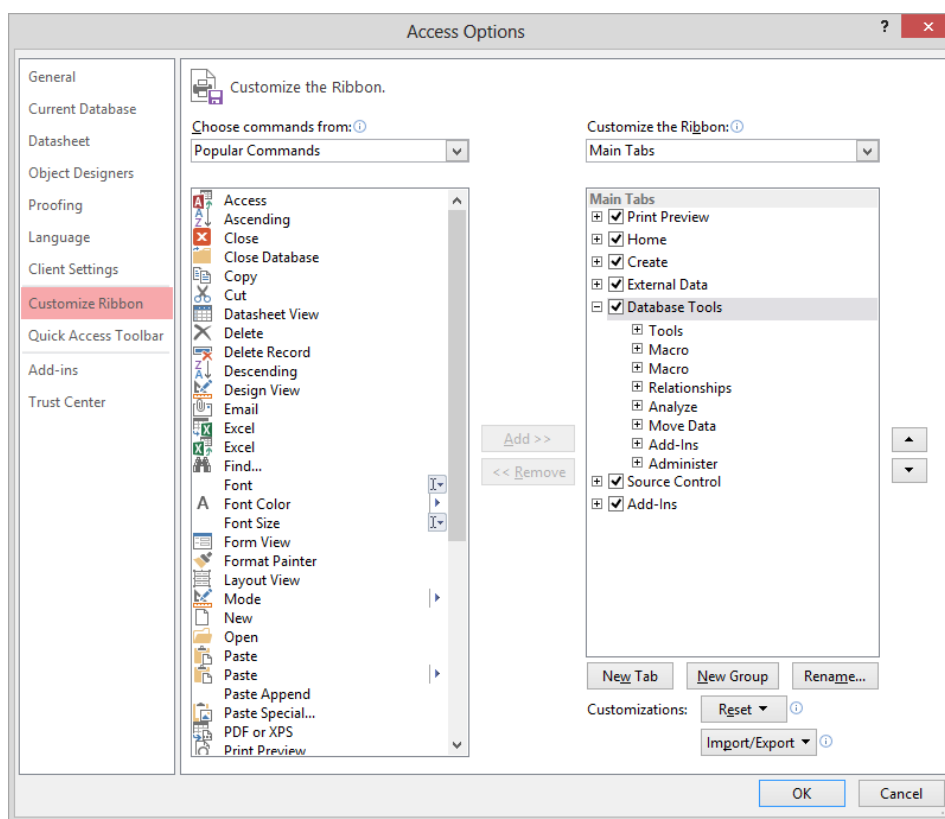 Access Options
?
General
Current Database
Datasheet
Object Designers
Proofing
Language
Client Settings
Customize Ribbon
Quick Access Toolbar
Add-ins
Trust Center
Customize the Ribbon.
Choose commands from:
Popular Commands
Access
Ascending
Close
Close Database
Copy
Cut
Datasheet View
Delete
Delete Record
Descending
Design View
Email
Excel
Excel
Find...
Font
Font Color
Font Size
Form View
Format Painter
Layout View
Mode
New
Open
Paste
Paste
Paste Append
Paste Special...
PDF or XPS
Print Preview
Add >>
<< Remove
Customize the Ribbon:
Main Tabs
Main Tabs
Print Preview
Home
Create
External Data
Database Tools
Tools
Macro
Macro
Relationships
Analyze
Move Data
Add-Ins
Administer
Source Control
Add-Ins
New Tab
New Group
Rename...
Customizations:
Reset
Import/Export
OK
Cancel